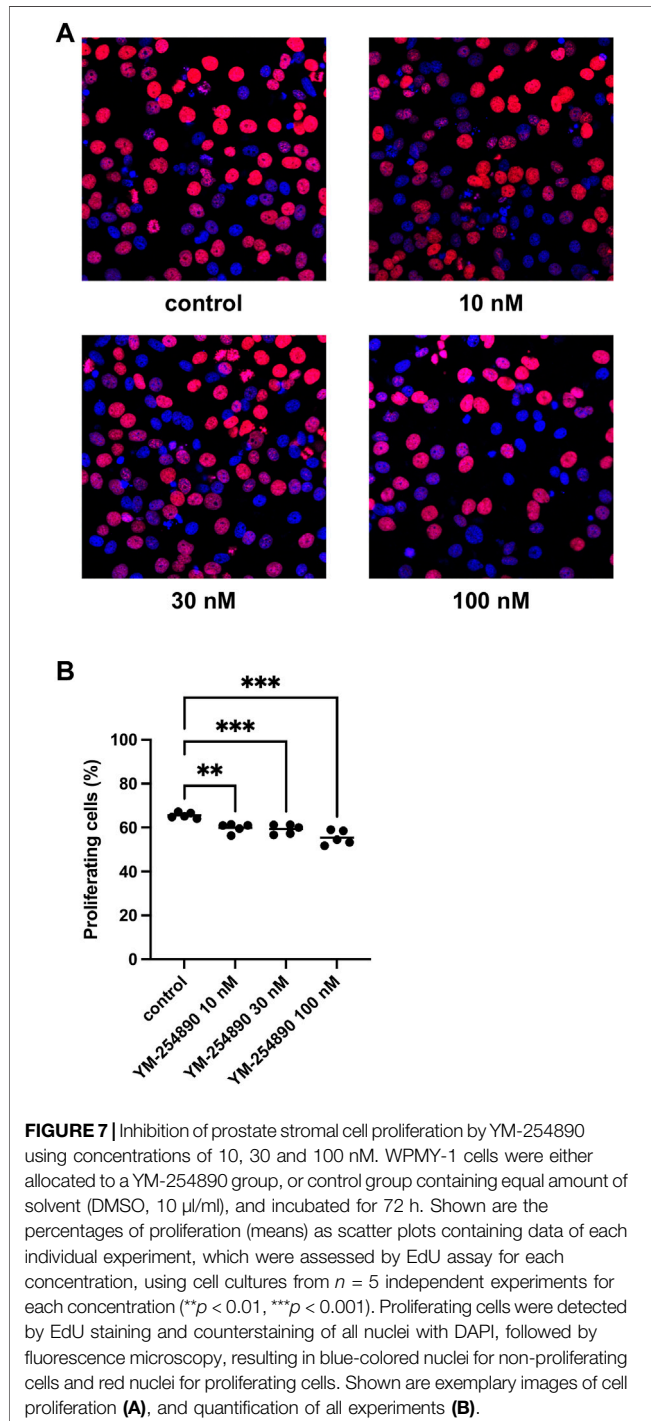 A
control
10 nM
30 nM
100 nM
B
***
***
**
100
80
60
40
20
0
Proliferating cells (%)
control
YM-254890 10 nM
YM-254890 30 nM
YM-254890 100 nM
FIGURE 7 | Inhibition of prostate stromal cell proliferation by YM-254890
using concentrations of 10, 30 and 100 nM. WPMY-1 cells were either
allocated to a YM-254890 group, or control group containing equal amount of
solvent (DMSO, 10 µl/ml), and incubated for 72 h. Shown are the
percentages of proliferation (means) as scatter plots containing data of each
individual experiment, which were assessed by EdU assay for each
concentration, using cell cultures from n = 5 independent experiments for
each concentration (**p < 0.01, ***p < 0.001). Proliferating cells were detected
by EdU staining and counterstaining of all nuclei with DAPI, followed by
fluorescence microscopy, resulting in blue-colored nuclei for non-proliferating
cells and red nuclei for proliferating cells. Shown are exemplary images of cell
proliferation (A), and quantification of all experiments (B).